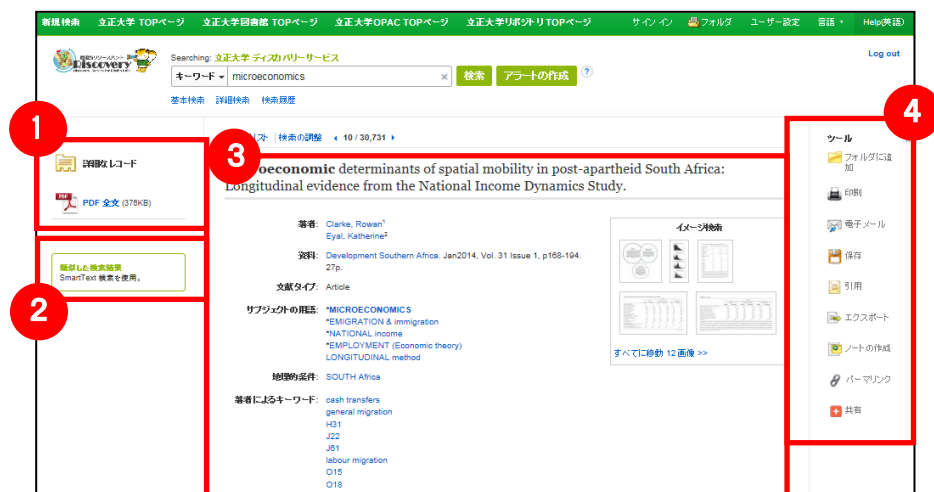 新規検索 立正大学 TOPページ 立正大学図書館 TOPページ 立正大学OPAC TOPページ 立正大学リポジトリTOPページ サインイン フォルダ ユーザー設定 言語 Help(英語)
Riscovery
Searching: 立正大学 ディスカバリーサービス
Log out
キーワード microeconomics × 検索 アラートの作成 ?
基本検索 詳細検索 検索履歴
1
詳細なレコード
PDF 全文 (376KB)
2
類似した検索結果
SmartText 検索を使用。
3
スト 検索の調整 10 / 30,731
oeconomic determinants of spatial mobility in post-apartheid South Africa:
Longitudinal evidence from the National Income Dynamics Study.
著者: Clarke, Rowan1
Eyal, Katherine2
資料: Development Southern Africa. Jan2014, Vol. 31 Issue 1, p168-194.
27p.
文献タイプ: Article
サブジェクトの用語: *MICROECONOMICS
*EMIGRATION & immigration
*NATIONAL income
*EMPLOYMENT (Economic theory)
LONGITUDINAL method
地理的条件: SOUTH Africa
著者によるキーワード: cash transfers
general migration
H31
J22
J61
labour migration
O15
O18
イメージ検索
すべてに移動 12 画像 >>
4
ツール
フォルダに追
加
印刷
電子メール
保存
引用
エクスポート
ノートの作成
パーマリンク
共有